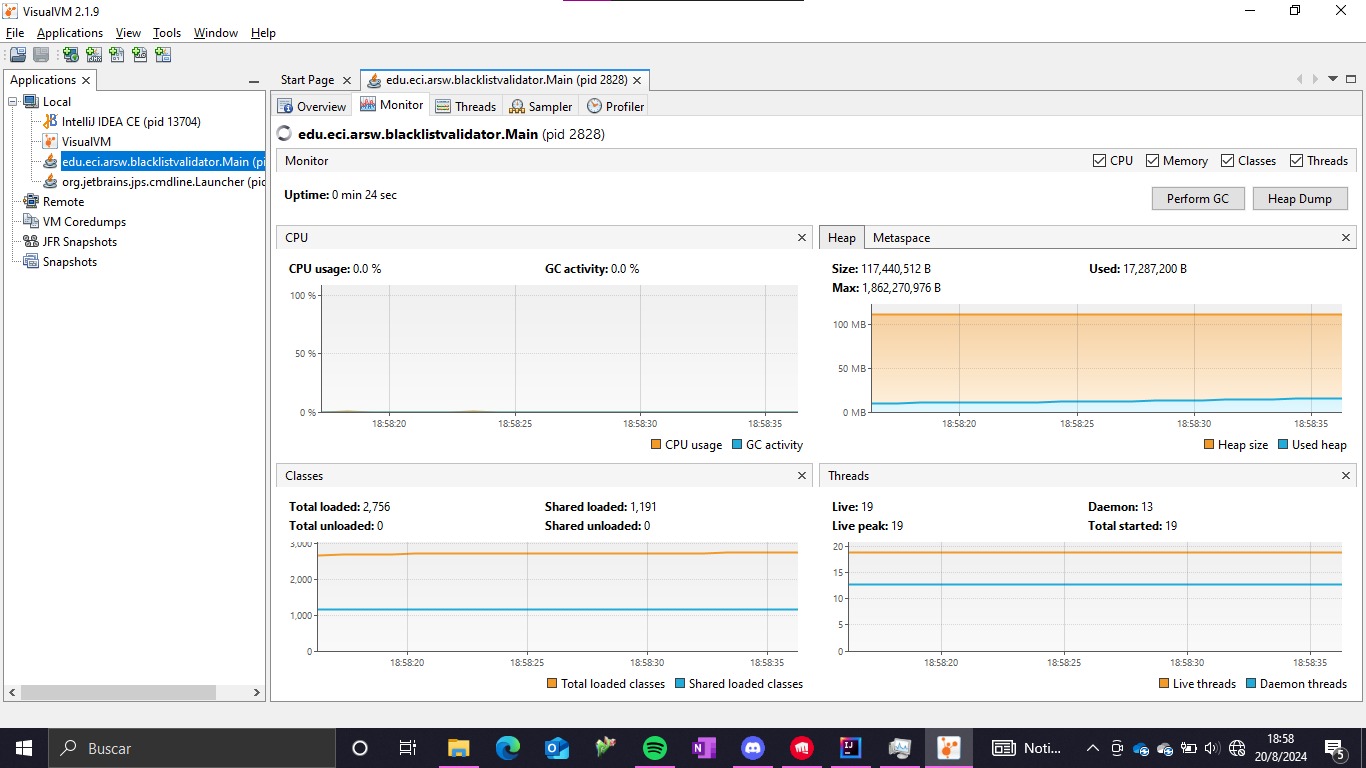 VisualVM 2.1.9
File Applications View Tools Window Help
Applications
Start Page
edu.eci.arsw.blacklistvalidator.Main (pid 2828)
Local
IntelliJ IDEA CE (pid 13704)
VisualVM
edu.eci.arsw.blacklistvalidator.Main (pi
org.jetbrains.jps.cmdline.Launcher (pid
Remote
VM Coredumps
JFR Snapshots
Snapshots
Overview Monitor Threads Sampler Profiler
edu.eci.arsw.blacklistvalidator.Main (pid 2828)
Monitor
CPU Memory Classes Threads
Uptime: 0 min 24 sec
Perform GC Heap Dump
CPU
CPU usage: 0.0 % GC activity: 0.0 %
100 %
50 %
0 %
18:58:20 18:58:25 18:58:30 18:58:35
CPU usage GC activity
Heap Metaspace
Size: 117,440,512 B Used: 17,287,200 B
Max: 1,862,270,976 B
100 MB
50 MB
0 MB
18:58:20 18:58:25 18:58:30 18:58:35
Heap size Used heap
Classes
Total loaded: 2,756 Shared loaded: 1,191
Total unloaded: 0 Shared unloaded: 0
3,000
2,000
1,000
0
18:58:20 18:58:25 18:58:30 18:58:35
Total loaded classes Shared loaded classes
Threads
Live: 19 Daemon: 13
Live peak: 19 Total started: 19
20
15
10
5
0
18:58:20 18:58:25 18:58:30 18:58:35
Live threads Daemon threads
Buscar
Noti...
18:58
20/8/2024
5